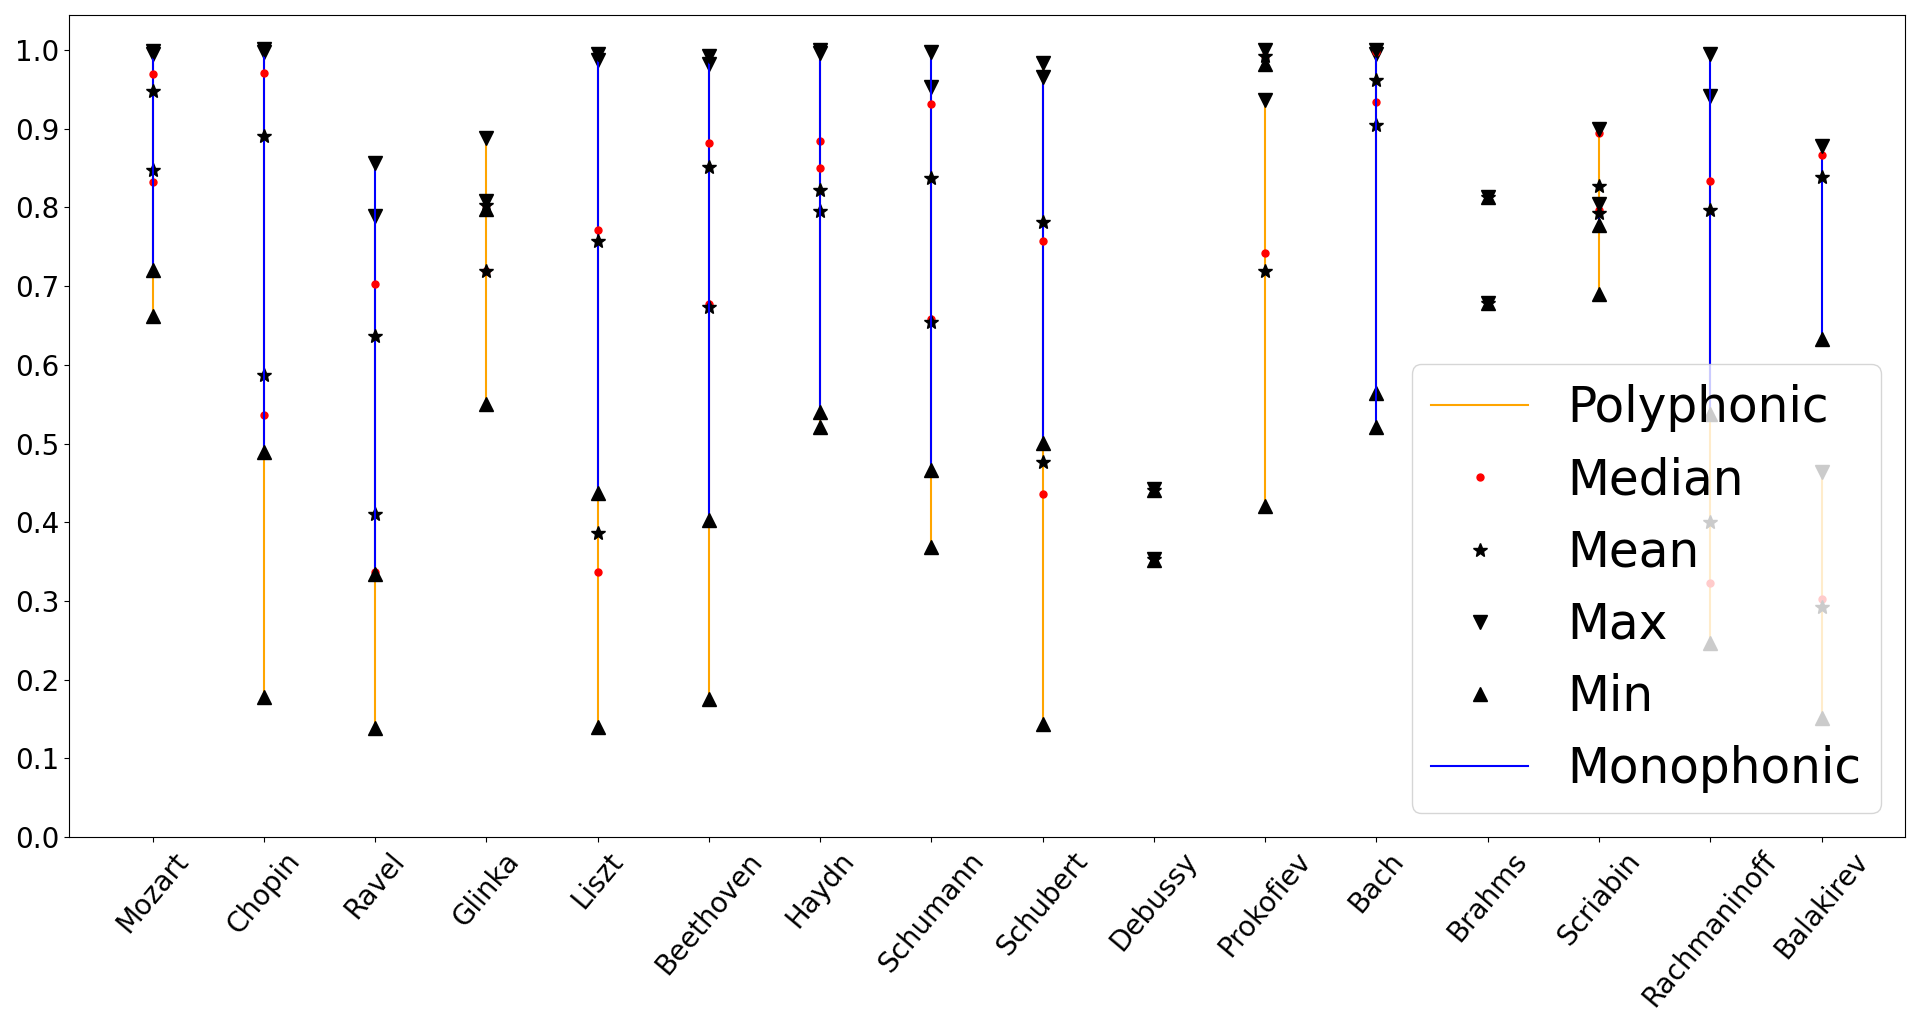 1.0
0.9
0.8
0.7
0.6
0.5
0.4
0.3
0.2
0.1
0.0
Polyphonic
Median
Mean
Max
Min
Monophonic
Mozart
Chopin
Ravel
Glinka
Liszt
Beethoven
Haydn
Schumann
Schubert
Debussy
Prokofiev
Bach
Brahms
Scriabin
Rachmaninoff
Balakirev